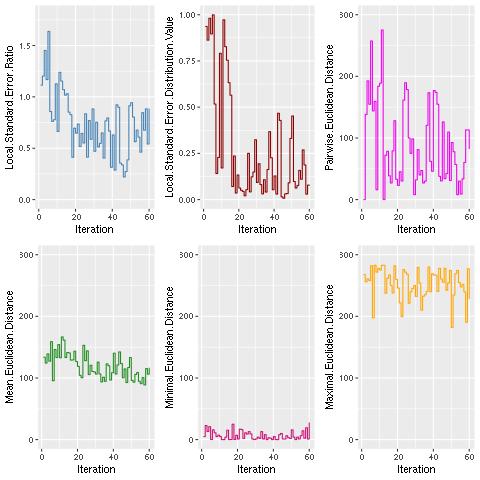 Local.Standard.Error.Ratio
1.5
1.0
0.5
0.0
0 20 40 60
Iteration
Local.Standard.Error.Distribution.Value
1.00
0.75
0.50
0.25
0.00
0 20 40 60
Iteration
Pairwise.Euclidean.Distance
300
200
100
0
0 20 40 60
Iteration
Mean.Euclidean.Distance
300
200
100
0
0 20 40 60
Iteration
Minimal.Euclidean.Distance
300
200
100
0
0 20 40 60
Iteration
Maximal.Euclidean.Distance
300
200
100
0
0 20 40 60
Iteration